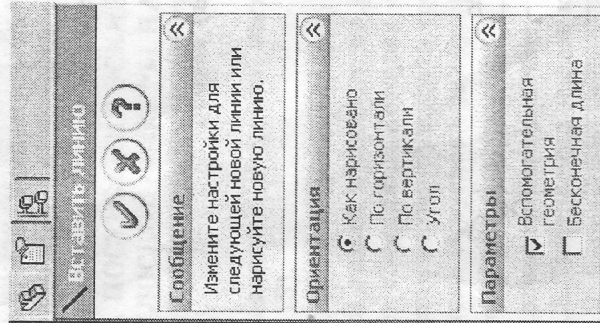 Вставить линию
Сообщение
Измените настройки для
следующей новой линии или
нарисуйте новую линию.
Ориентация
Как нарисовано
По горизонтали
По вертикали
Угол
Параметры
Вспомогательная
геометрия
Бесконечная длина